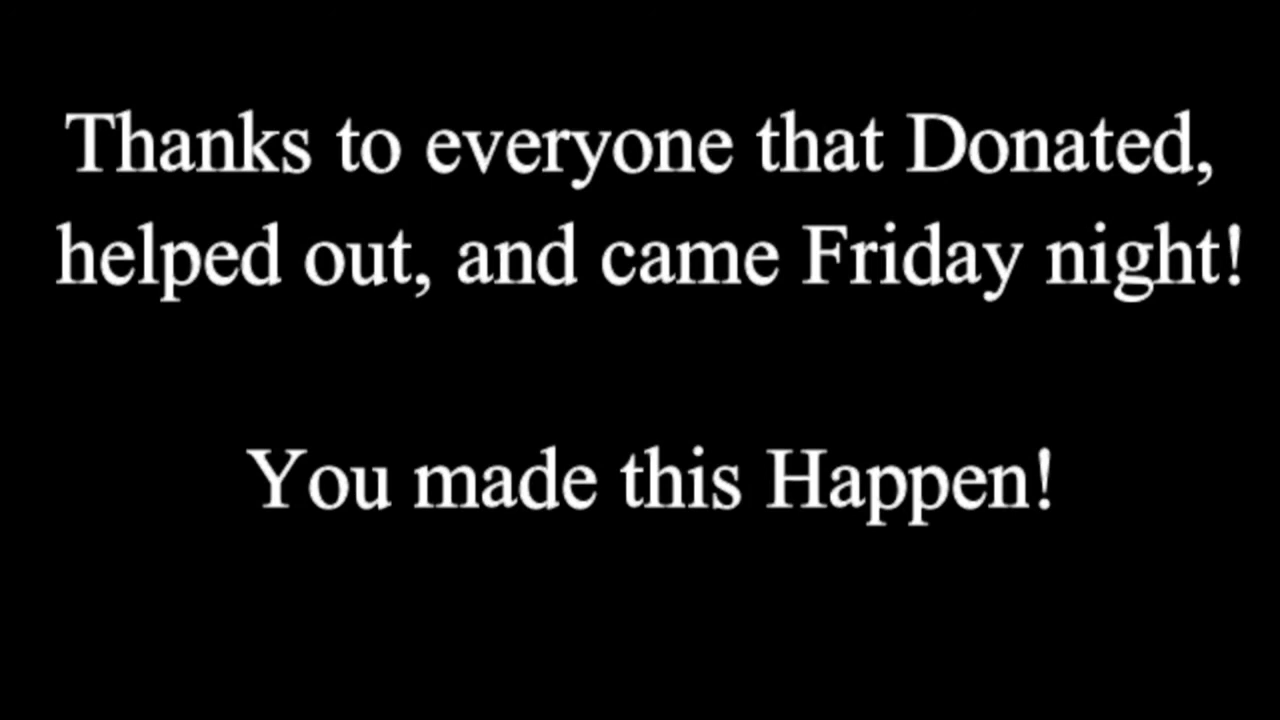 Thanks to everyone that Donated,
helped out, and came Friday night!
You made this Happen!